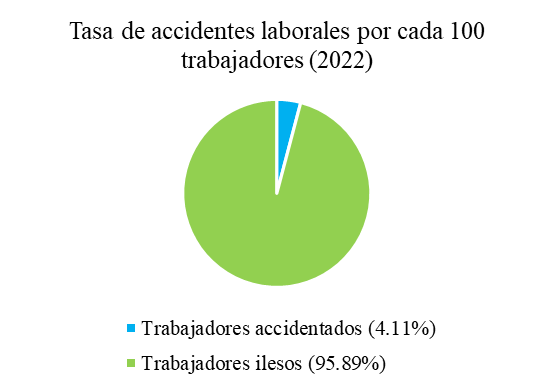 Tasa de accidentes laborales por cada 100
trabajadores (2022)
Trabajadores accidentados (4.11%)
Trabajadores ilesos (95.89%)